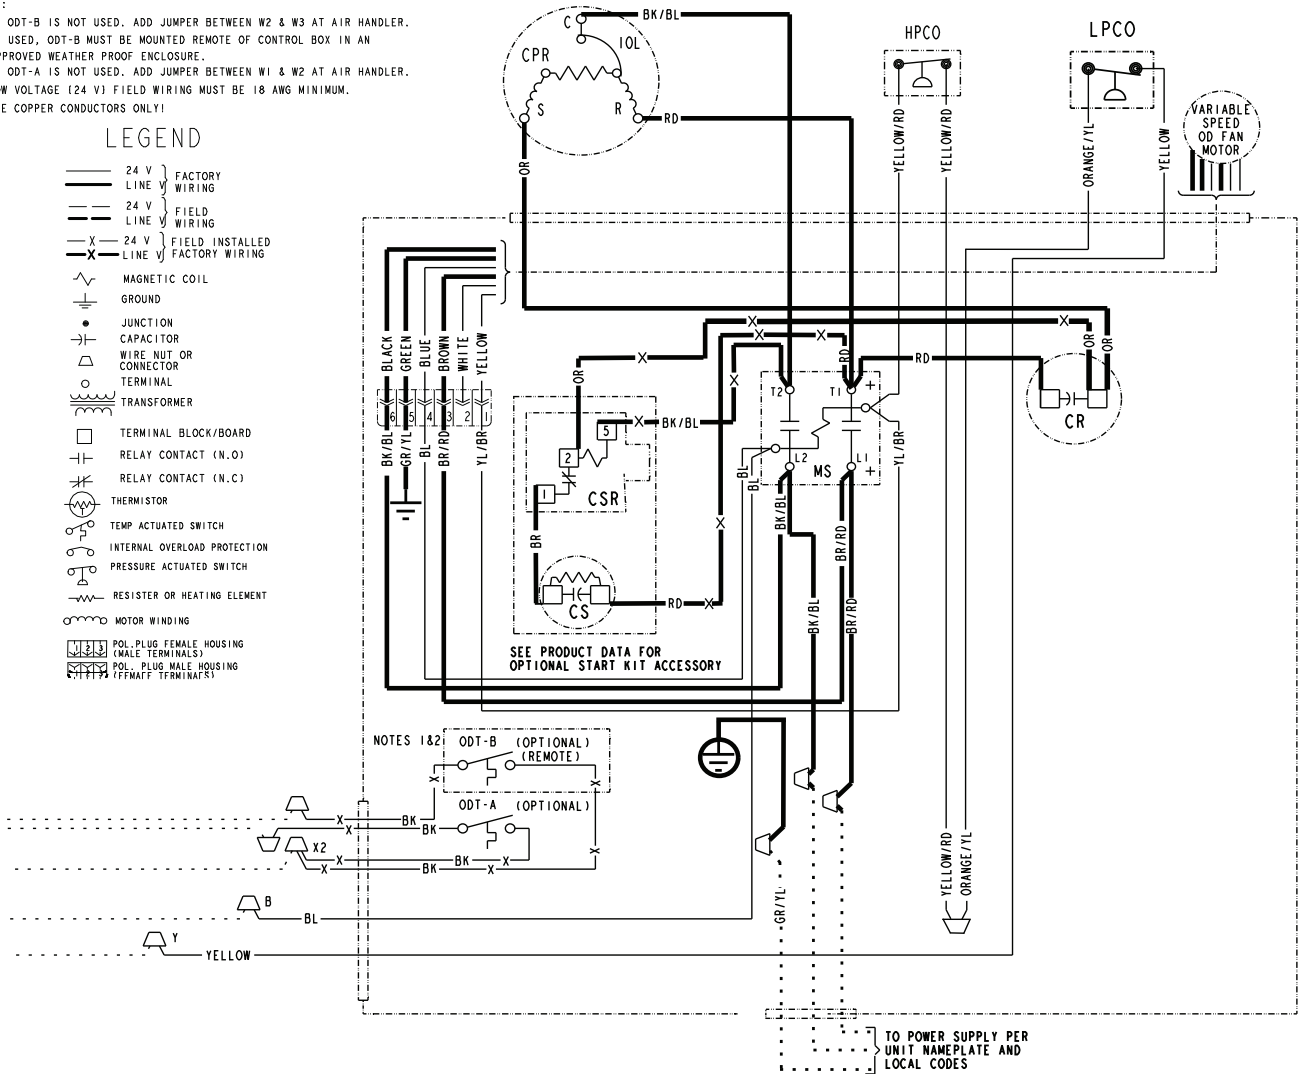 :
ODT-B IS NOT USED. ADD JUMPER BETWEEN W2 & W3 AT AIR HANDLER.
USED, ODT-B MUST BE MOUNTED REMOTE OF CONTROL BOX IN AN
PPROVED WEATHER PROOF ENCLOSURE.
ODT-A IS NOT USED. ADD JUMPER BETWEEN W1 & W2 AT AIR HANDLER.
OW VOLTAGE (24 V) FIELD WIRING MUST BE 18 AWG MINIMUM.
E COPPER CONDUCTORS ONLY!
LEGEND
24 V
LINE V
FACTORY
WIRING
24 V
LINE V
FIELD
WIRING
X 24 V
X LINE V
FIELD INSTALLED
FACTORY WIRING
MAGNETIC COIL
GROUND
JUNCTION
CAPACITOR
WIRE NUT OR
CONNECTOR
TERMINAL
TRANSFORMER
TERMINAL BLOCK/BOARD
RELAY CONTACT (N.O)
RELAY CONTACT (N.C)
THERMISTOR
TEMP ACTUATED SWITCH
INTERNAL OVERLOAD PROTECTION
PRESSURE ACTUATED SWITCH
RESISTER OR HEATING ELEMENT
MOTOR WINDING
1 2 3
POL.PLUG FEMALE HOUSING
(MALE TERMINALS)
POL. PLUG MALE HOUSING
(FEMALE TERMINALS)
C
BK/BL
IOL
CPR
S
R
RD
OR
HPCO
LPCO
YELLOW/RD
YELLOW/RD
ORANGE/YL
YELLOW
VARIABLE
SPEED
OD FAN
MOTOR
BLACK
GREEN
BLUE
BROWN
WHITE
YELLOW
6 5 4 3 2 1
BK/BL
GR/YL
BL
BR/RD
YL/BR
X
X
X
X
X
OR
OR
OR
RD
RD
X
X
BK/BL
5
2
1
CSR
BR
CS
X
RD
X
T2
T1
L2
L1
MS
BL
BL
YL/BR
CR
BK/BL
BR/RD
BK/BL
BR/RD
SEE PRODUCT DATA FOR
OPTIONAL START KIT ACCESSORY
NOTES 1&2
ODT-B (OPTIONAL)
(REMOTE)
X
X
ODT-A (OPTIONAL)
X
BK
X
BK
X2
X
BK
X
X
BK
X
X
B
BL
Y
YELLOW
GR/YL
YELLOW/RD
ORANGE/YL
TO POWER SUPPLY PER
UNIT NAMEPLATE AND
LOCAL CODES